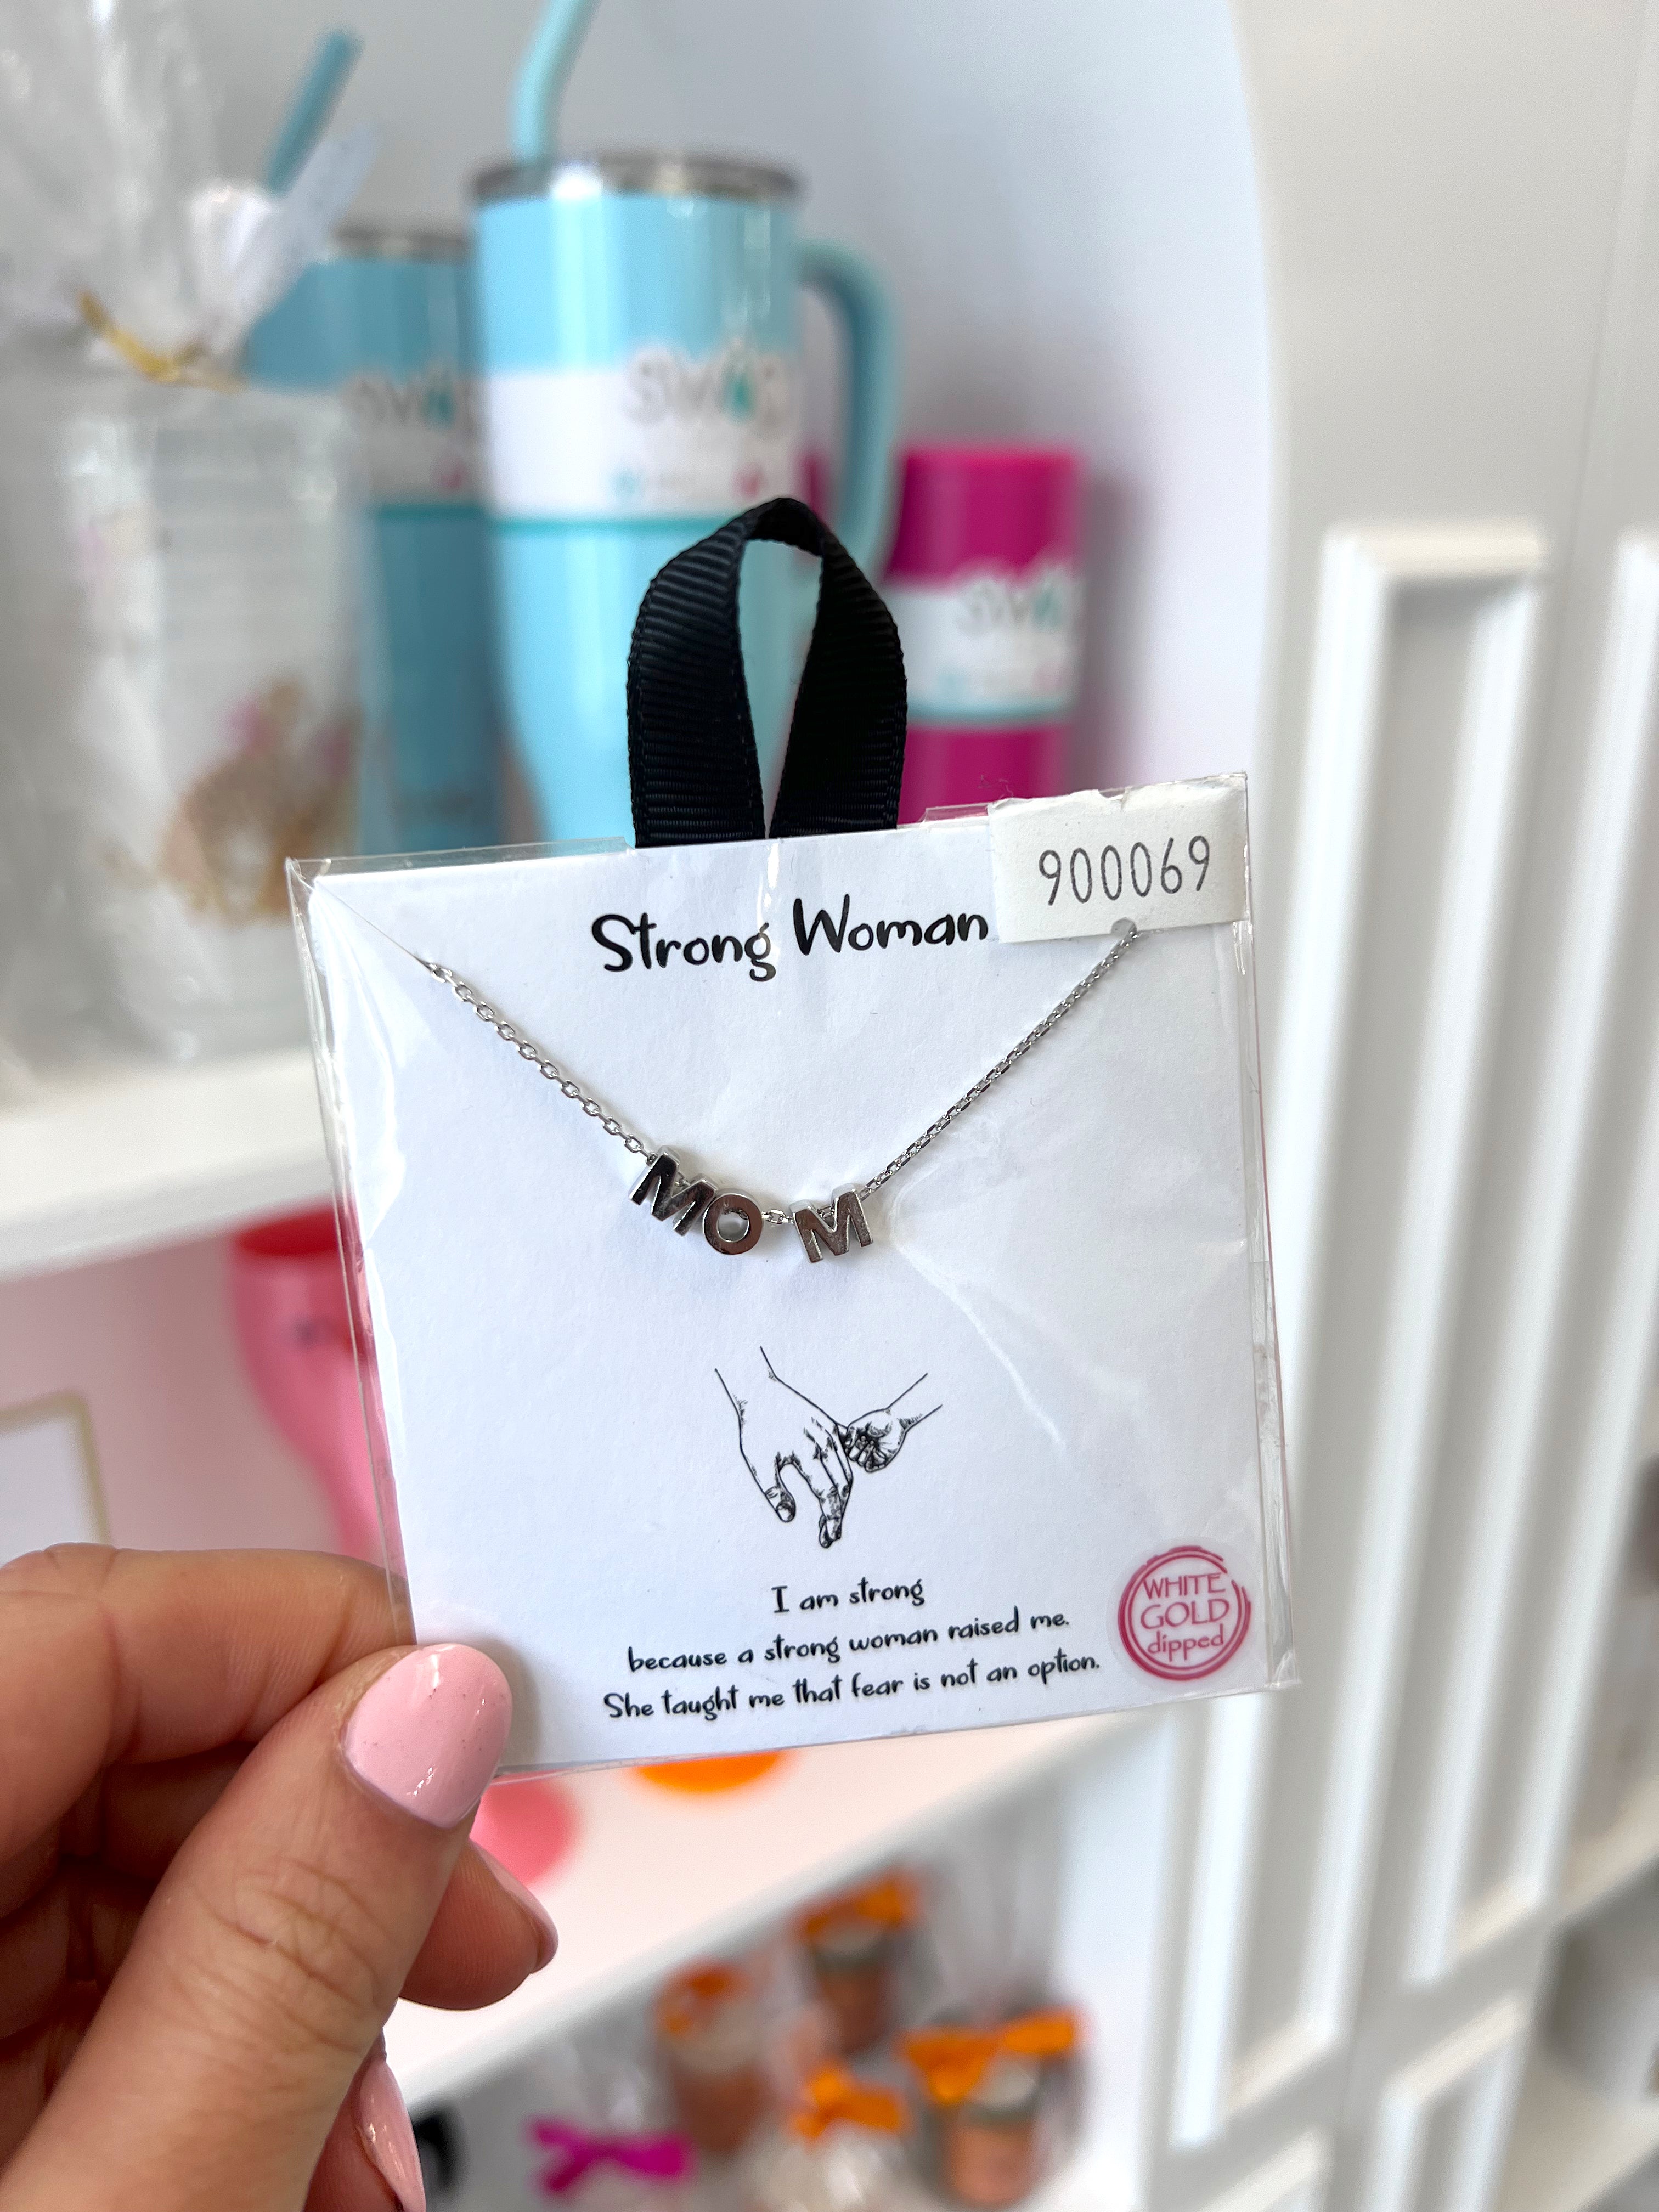 900069
Strong Woman
MOM
I am strong
because a strong woman raised me.
She taught me that fear is not an option.
WHITE
GOLD
dipped